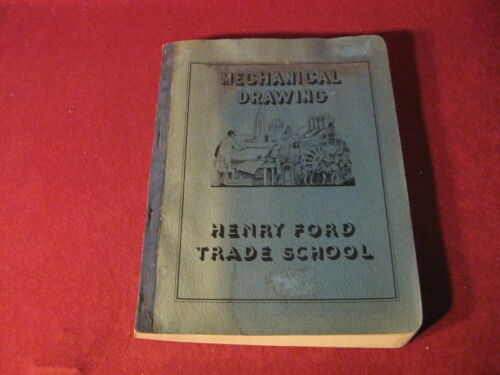 MECHANICAL
DRAWING
HENRY FORD
TRADE SCHOOL